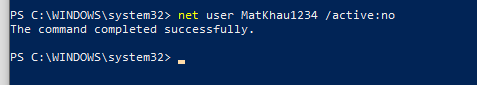 PS C:\WINDOWS\system32> net user MatKhau1234 /active:no
The command completed successfully.
PS C:\WINDOWS\system32>